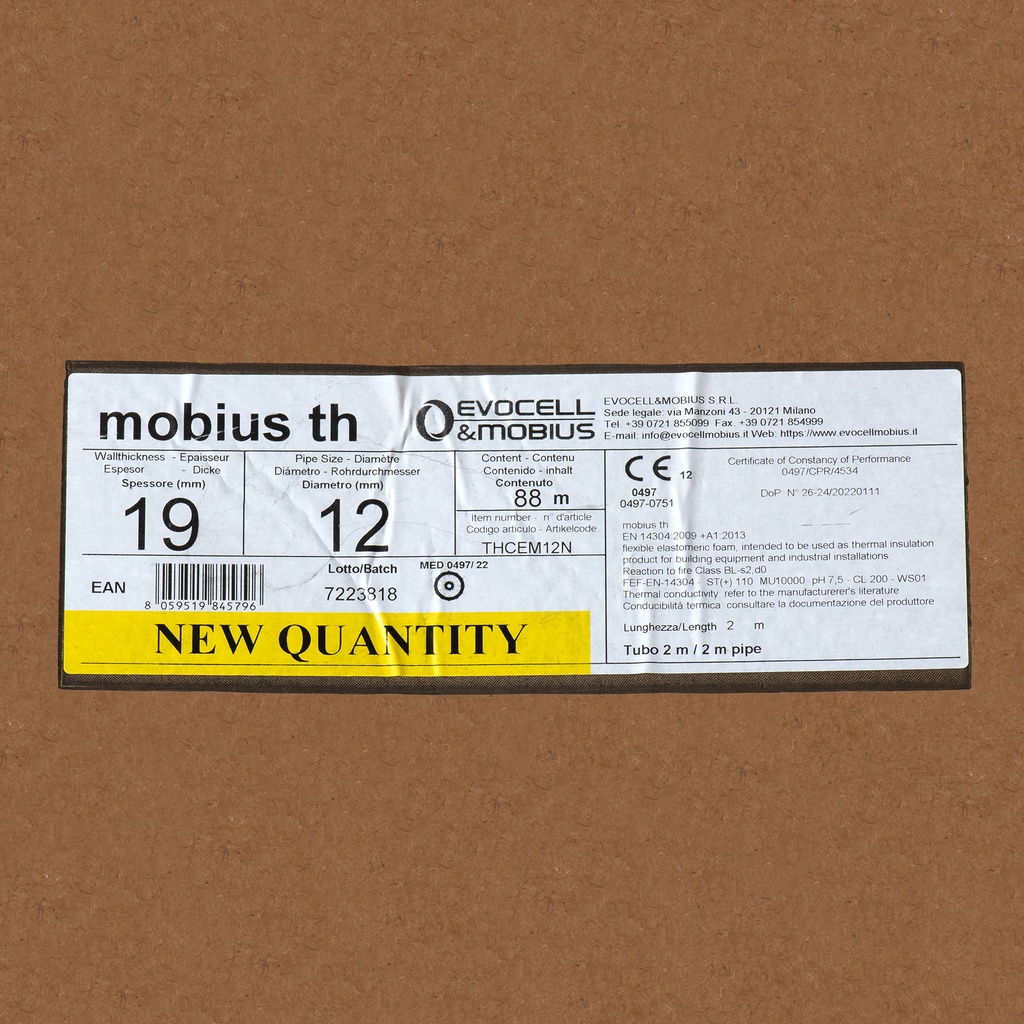 mobius th
EVOCELL
&MOBIUS
EVOCELL&MOBIUS S.R.L.
Sede legale: via Manzoni 43 - 20121 Milano
Tel. +39 0721 855099 Fax. +39 0721 854999
E-mail: info@evocellmobius.it Web: https://www.evocellmobius.it
Wallthickness - Epaisseur
Espesor - Dicke
Spessore (mm)
19
Pipe Size - Diamètre
Diámetro - Rohrdurchmesser
Diametro (mm)
12
Content - Contenu
Contenido - inhalt
Contenuto
88 m
Item number - n° d'article
Codigo articulo - Artikelcode
THCEM12N
EAN
8 059519 845796
Lotto/Batch
7223818
MED 0497/ 22
NEW QUANTITY
CE 12
0497
0497-0751
Certificate of Constancy of Performance
0497/CPR/4534
DoP N° 26-24/20220111
mobius th
EN 14304:2009 +A1:2013
flexible elastomeric foam, intended to be used as thermal insulation
product for building equipment and industrial installations
Reaction to fire Class BL-s2,d0
FEF-EN-14304 - ST(+) 110 MU10000 pH 7,5 - CL 200 - WS01
Thermal conductivity refer to the manufacturerer's literature
Conducibilità termica consultare la documentazione del produttore
Lunghezza/Length 2 m
Tubo 2 m / 2 m pipe